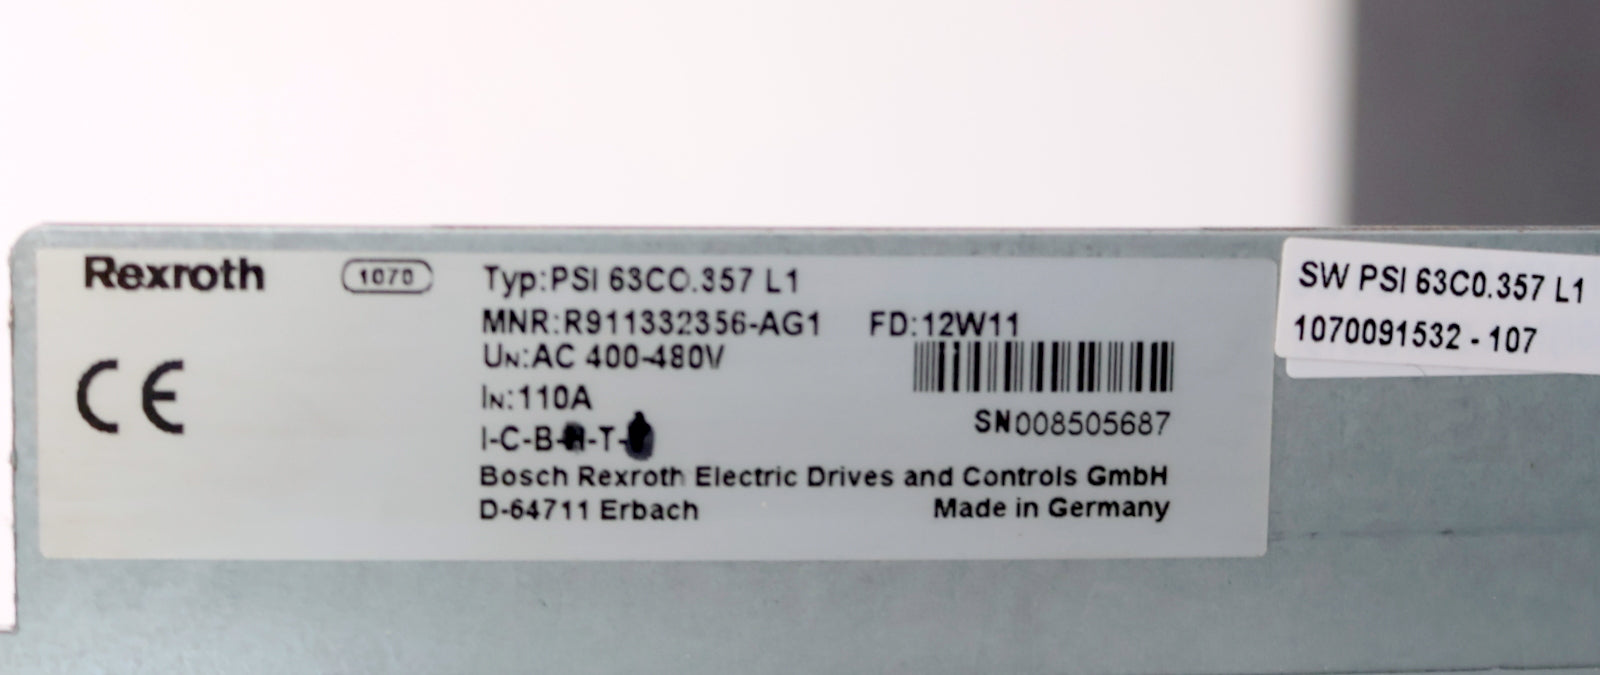 Rexroth
1070
Typ:PSI 63C0.357 L1
MNR:R911332356-AG1 FD:12W11
UN:AC 400-480V
IN:110A
I-C-B- -T-
SN008505687
Bosch Rexroth Electric Drives and Controls GmbH
D-64711 Erbach Made in Germany
CE
SW PSI 63C0.357 L1
1070091532 - 107